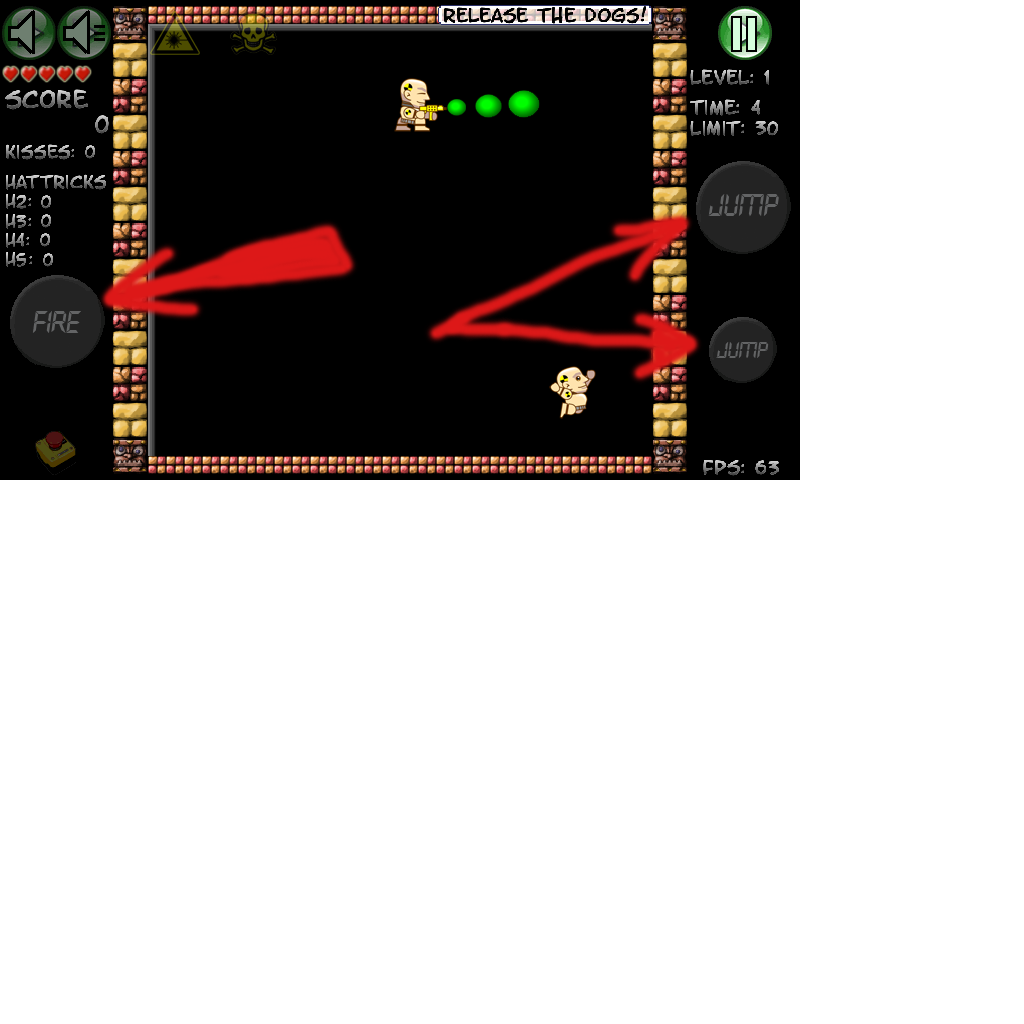 RELEASE THE DOGS!
SCORE
0
KISSES: 0
HATTRICKS
H2: 0
H3: 0
H4: 0
H5: 0
FIRE
LEVEL: 1
TIME: 4
LIMIT: 30
JUMP
JUMP
FPS: 63